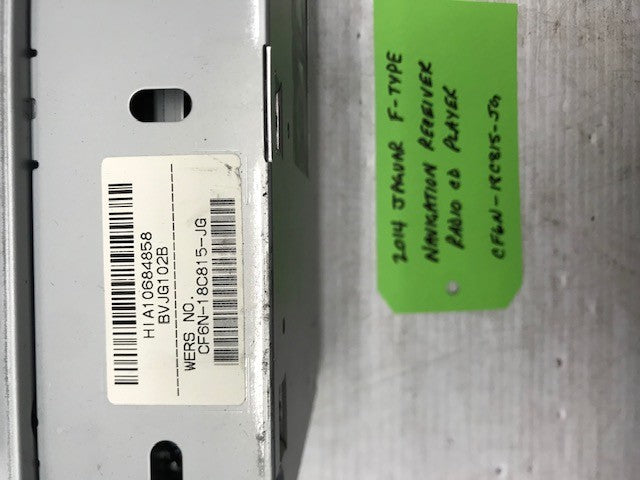 HIA10684858
BVJG102B
WERS NO.
CF6N-18C815-JG
2014 JAGUAR F-TYPE
NAVIGATION RECEIVER
RADIO CD PLAYER
CF6N-18C815-JG